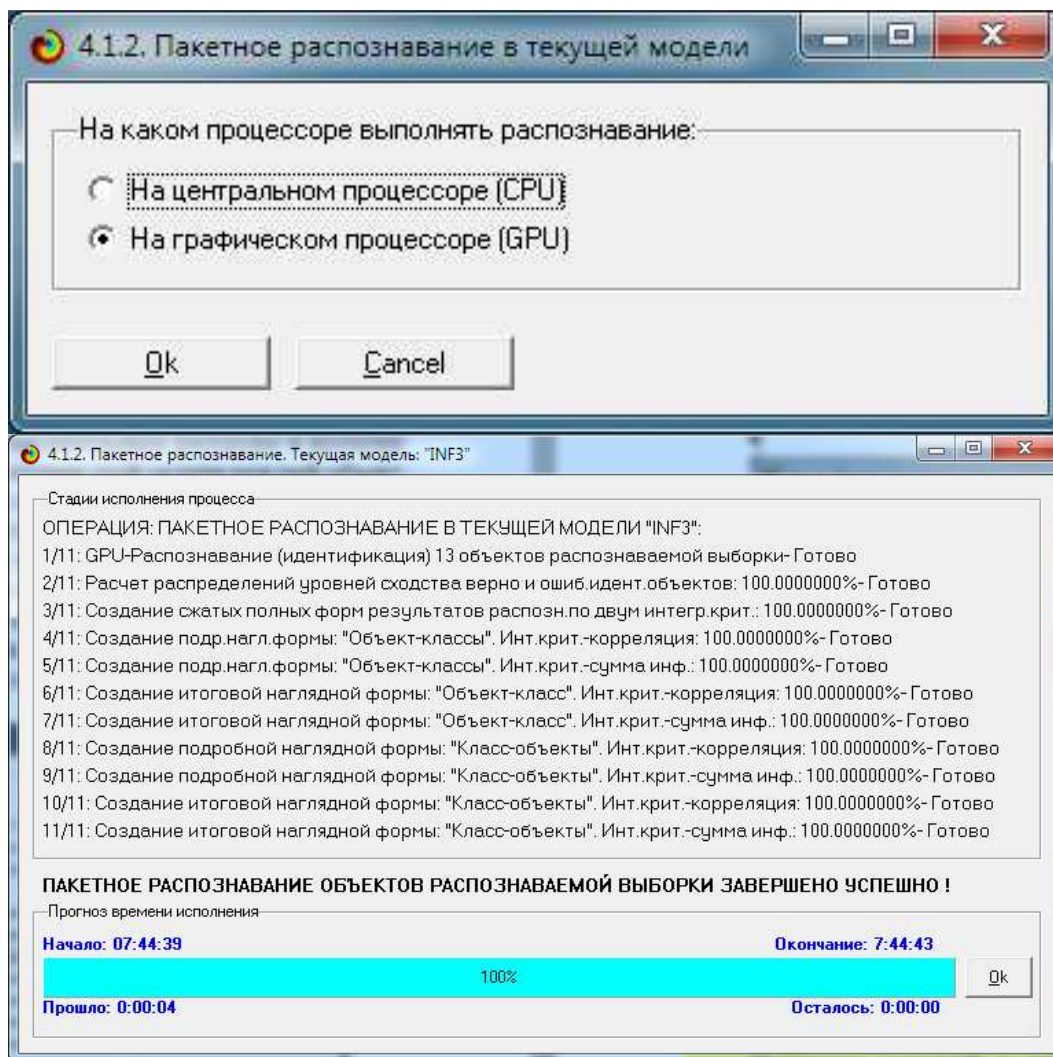 4.1.2. Пакетное распознавание в текущей модели
На каком процессоре выполнять распознавание:
На центральном процессоре (CPU)
На графическом процессоре (GPU)
Ok Cancel
4.1.2. Пакетное распознавание. Текущая модель: "INF3"
Стадии исполнения процесса
ОПЕРАЦИЯ: ПАКЕТНОЕ РАСПОЗНАВАНИЕ В ТЕКУЩЕЙ МОДЕЛИ "INF3":
1/11: GPU-Распознавание (идентификация) 13 объектов распознаваемой выборки- Готово
2/11: Расчет распределений уровней сходства верно и ошиб.идент.объектов: 100.0000000%- Готово
3/11: Создание сжатых полных форм результатов распозн.по двум интегр.крит.: 100.0000000%- Готово
4/11: Создание подр.нагл.формы: "Объект-классы". Инт.крит.-корреляция: 100.0000000%- Готово
5/11: Создание подр.нагл.формы: "Объект-классы". Инт.крит.-сумма инф.: 100.0000000%- Готово
6/11: Создание итоговой наглядной формы: "Объект-класс". Инт.крит.-корреляция: 100.0000000%- Готово
7/11: Создание итоговой наглядной формы: "Объект-класс". Инт.крит.-сумма инф.: 100.0000000%- Готово
8/11: Создание подробной наглядной формы: "Класс-объекты". Инт.крит.-корреляция: 100.0000000%- Готово
9/11: Создание подробной наглядной формы: "Класс-объекты". Инт.крит.-сумма инф.: 100.0000000%- Готово
10/11: Создание итоговой наглядной формы: "Класс-объекты". Инт.крит.-корреляция: 100.0000000%- Готово
11/11: Создание итоговой наглядной формы: "Класс-объекты". Инт.крит.-сумма инф.: 100.0000000%- Готово
ПАКЕТНОЕ РАСПОЗНАВАНИЕ ОБЪЕКТОВ РАСПОЗНАВАЕМОЙ ВЫБОРКИ ЗАВЕРШЕНО УСПЕШНО !
Прогноз времени исполнения
Начало: 07:44:39 Окончание: 7:44:43
100% Ok
Прошло: 0:00:04 Осталось: 0:00:00